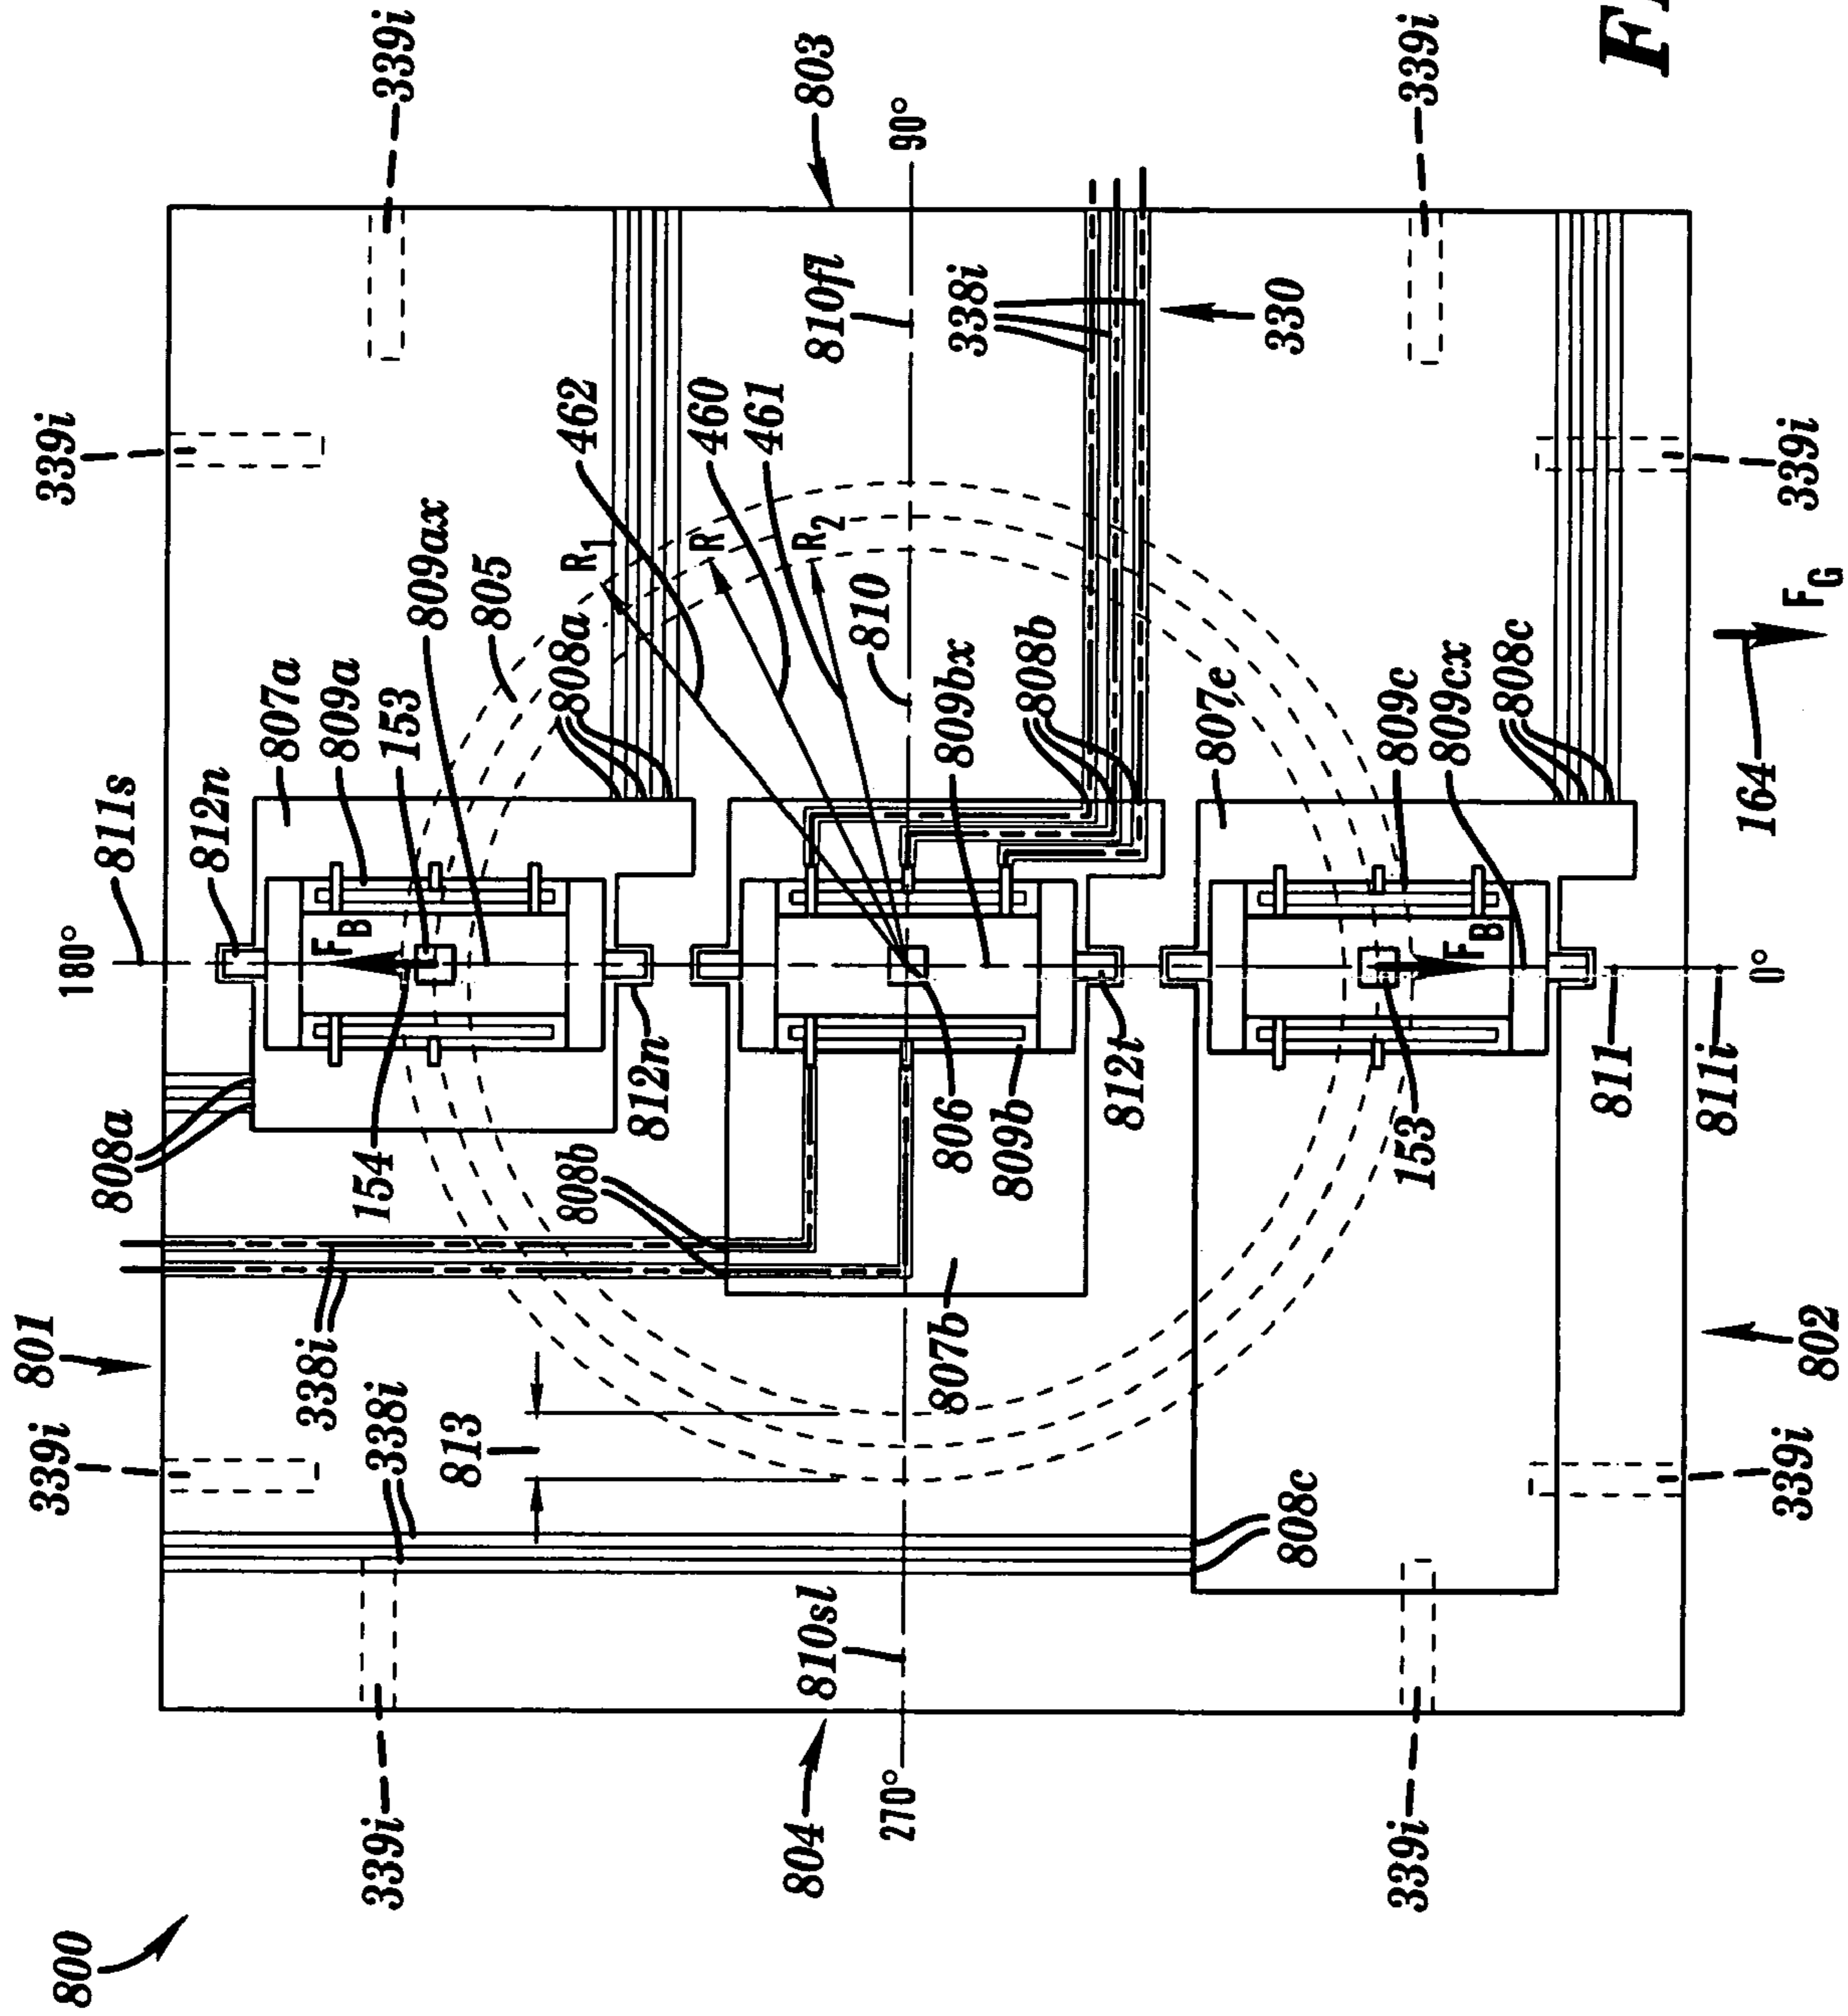 FI
339i
339i
803
90°
339i
339i
810fl
338i
330
462
460
461
R1
R
R2
809ax
805
808a
810
809bx
808b
807a
809a
153
807c
809c
809cx
808c
811s
812n
180°
FB
FB
164
FG
339i
0°
808a
154
812n
808b
806
809b
812t
153
811
811i
801
338i
338i
813
807b
808c
802
339i
339i
810sl
270°
804
339i
339i
800